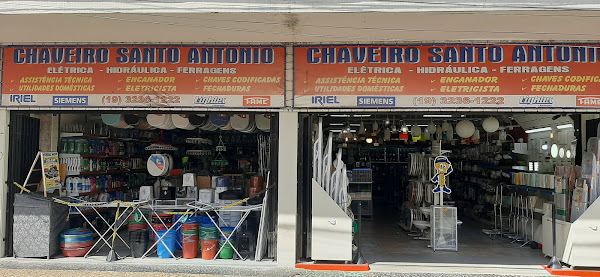 CHAVEIRO SANTO ANTONIO
ELÉTRICA - HIDRÁULICA - FERRAGENS
✓ ASSISTÊNCIA TÉCNICA ✓ ENCANADOR ✓ CHAVES CODIFICADAS
✓ UTILIDADES DOMÉSTICAS ✓ ELETRICISTA ✓ FECHADURAS
IRIEL SIEMENS (19) 3236-1222 FAME
CHAVEIRO SANTO ANTONIO
ELÉTRICA - HIDRÁULICA - FERRAGENS
✓ ASSISTÊNCIA TÉCNICA ✓ ENCANADOR ✓ CHAVES CODIFICADAS
✓ UTILIDADES DOMÉSTICAS ✓ ELETRICISTA ✓ FECHADURAS
IRIEL SIEMENS (19) 3236-1222